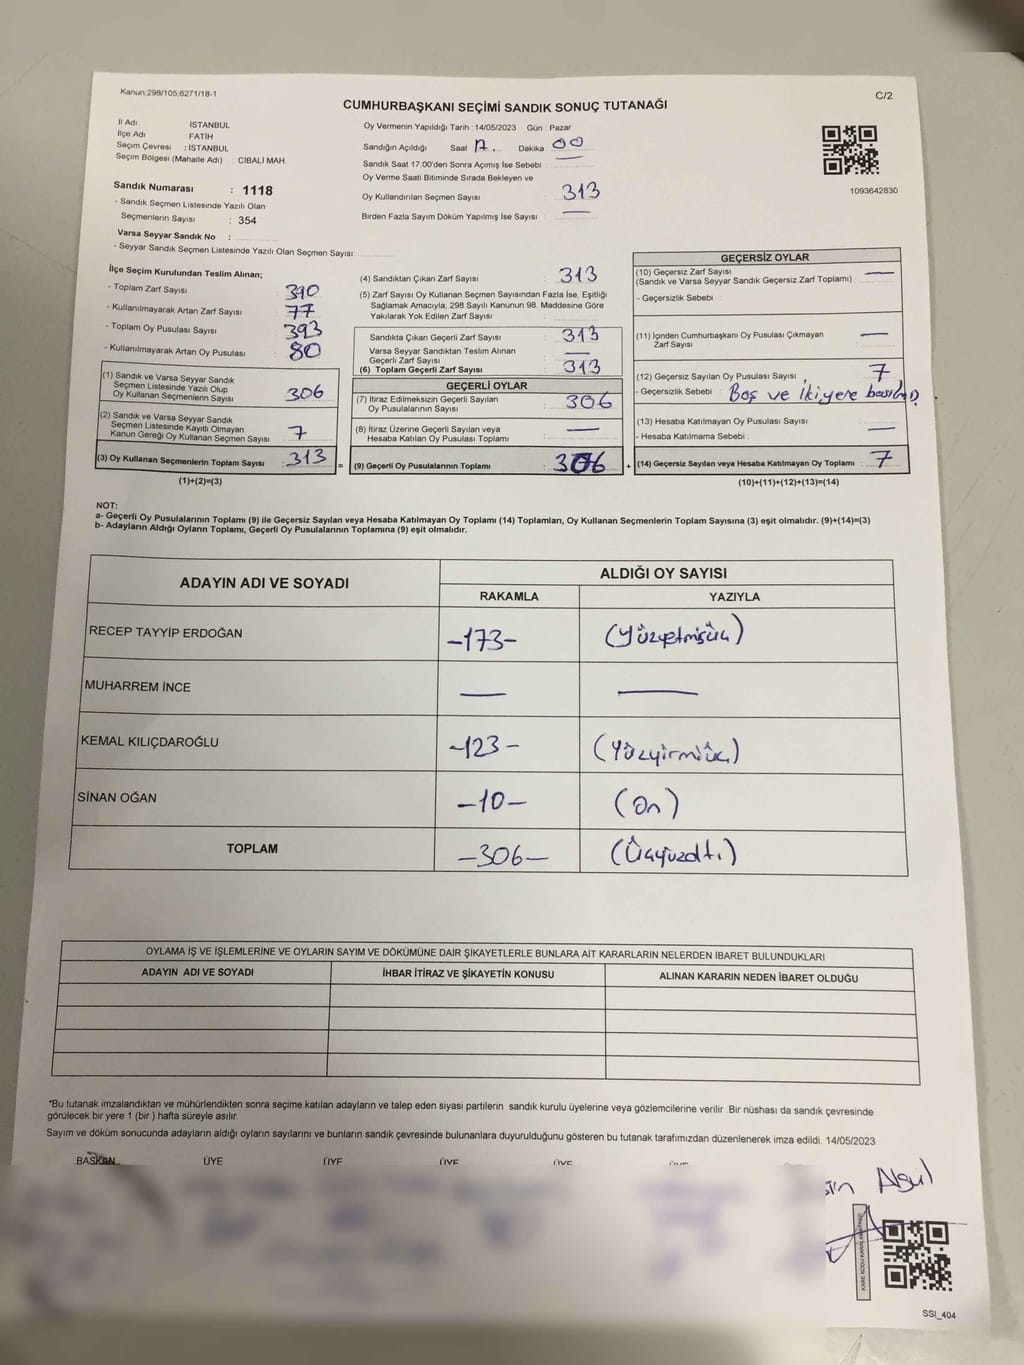 Kanun:298/105,6271/18-1
C/2
CUMHURBAŞKANI SEÇİMİ SANDIK SONUÇ TUTANAĞI
İl Adı İSTANBUL
İlçe Adı FATİH
Seçim Çevresi : İSTANBUL
Seçim Bölgesi (Mahalle Adı) : CİBALİ MAH.
Sandık Numarası : 1118
- Sandık Seçmen Listesinde Yazılı Olan
Seçmenlerin Sayısı : 354
Varsa Seyyar Sandık No :
- Seyyar Sandık Seçmen Listesinde Yazılı Olan Seçmen Sayısı
Oy Vermenin Yapıldığı Tarih : 14/05/2023 Gün : Pazar
Sandığın Açıldığı Saat 17. Dakika 00
Sandık Saat 17.00'den Sonra Açımış İse Sebebi —
Oy Verme Saati Bitiminde Sırada Bekleyen ve
Oy Kullandırılan Seçmen Sayısı : 313
Birden Fazla Sayım Döküm Yapılmış İse Sayısı : —
1093642830
İlçe Seçim Kurulundan Teslim Alınan;
- Toplam Zarf Sayısı : 390
- Kullanılmayarak Artan Zarf Sayısı : 77
- Toplam Oy Pusulası Sayısı : 393
- Kullanılmayarak Artan Oy Pusulası : 80
(1) Sandık ve Varsa Seyyar Sandık
Seçmen Listesinde Yazılı Olup
Oy Kullanan Seçmenlerin Sayısı : 306
(2) Sandık ve Varsa Seyyar Sandık
Seçmen Listesinde Kayıtlı Olmayan
Kanun Gereği Oy Kullanan Seçmen Sayısı : 7
(3) Oy Kullanan Seçmenlerin Toplam Sayısı : 313
(1)+(2)=(3)
(4) Sandıktan Çıkan Zarf Sayısı : 313
(5) Zarf Sayısı Oy Kullanan Seçmen Sayısından Fazla İse, Eşitliği
Sağlamak Amacıyla, 298 Sayılı Kanunun 98. Maddesine Göre
Yakılarak Yok Edilen Zarf Sayısı :
Sandıkta Çıkan Geçerli Zarf Sayısı : 313
Varsa Seyyar Sandıktan Teslim Alınan
Geçerli Zarf Sayısı : —
(6) Toplam Geçerli Zarf Sayısı : 313
GEÇERLİ OYLAR
(7) İtiraz Edilmeksizin Geçerli Sayılan
Oy Pusulalarının Sayısı : 306
(8) İtiraz Üzerine Geçerli Sayılan veya
Hesaba Katılan Oy Pusulası Toplamı : —
= (9) Geçerli Oy Pusulalarının Toplamı : 306
GEÇERSİZ OYLAR
(10) Geçersiz Zarf Sayısı —
(Sandık ve Varsa Seyyar Sandık Geçersiz Zarf Toplamı)
- Geçersizlik Sebebi :
(11) İçinden Cumhurbaşkanı Oy Pusulası Çıkmayan
Zarf Sayısı —
(12) Geçersiz Sayılan Oy Pusulası Sayısı : 7
- Geçersizlik Sebebi : Boş ve ikiyere
(13) Hesaba Katılmayan Oy Pusulası Sayısı —
- Hesaba Katılmama Sebebi :
+ (14) Geçersiz Sayılan veya Hesaba Katılmayan Oy Toplamı : 7
(10)+(11)+(12)+(13)=(14)
NOT:
a- Geçerli Oy Pusulalarının Toplamı (9) ile Geçersiz Sayılan veya Hesaba Katılmayan Oy Toplamı (14) Toplamları, Oy Kullanan Seçmenlerin Toplam Sayısına (3) eşit olmalıdır. (9)+(14)=(3)
b- Adayların Aldığı Oyların Toplamı, Geçerli Oy Pusulalarının Toplamına (9) eşit olmalıdır.
ADAYIN ADI VE SOYADI ALDIĞI OY SAYISI
RAKAMLA YAZIYLA
RECEP TAYYİP ERDOĞAN -173- (Yüzyetmişüç)
MUHARREM İNCE — —
KEMAL KILIÇDAROĞLU -123- (Yüzyirmiüç)
SİNAN OĞAN -10- (On)
TOPLAM -306- (Üçyüzaltı)
OYLAMA İŞ VE İŞLEMLERİNE VE OYLARIN SAYIM VE DÖKÜMÜNE DAİR ŞİKAYETLERLE BUNLARA AİT KARARLARIN NELERDEN İBARET BULUNDUKLARI
ADAYIN ADI VE SOYADI İHBAR İTİRAZ VE ŞİKAYETİN KONUSU ALINAN KARARIN NEDEN İBARET OLDUĞU
*Bu tutanak imzalandıktan ve mühürlendikten sonra seçime katılan adayların ve talep eden siyasi partilerin sandık kurulu üyelerine veya gözlemcilerine verilir. Bir nüshası da sandık çevresinde
görülecek bir yere 1 (bir) hafta süreyle asılır.
Sayım ve döküm sonucunda adayların aldığı oyların sayılarını ve bunların sandık çevresinde bulunanlara duyurulduğunu gösteren bu tutanak tarafımızdan düzenlenerek imza edildi. 14/05/2023
BAŞKAN ÜYE ÜYE ÜYE ÜYE
SSI_404